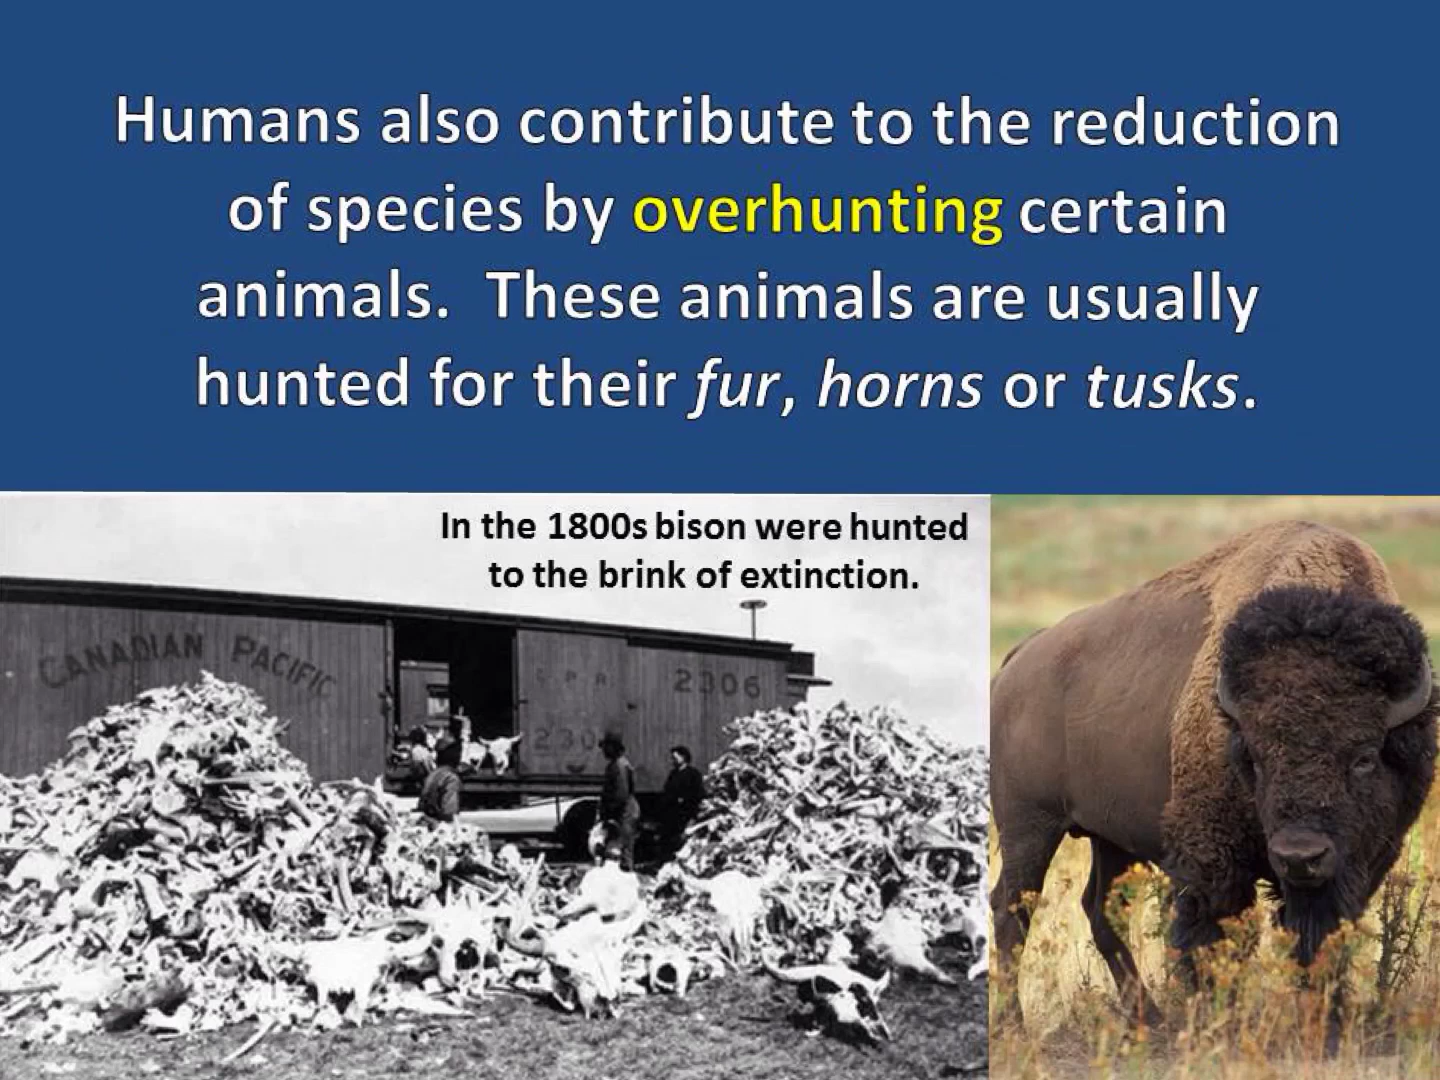 Humans also contribute to the reduction
of species by overhunting certain
animals.  These animals are usually
hunted for their fur, horns or tusks.
In the 1800s bison were hunted
to the brink of extinction.
CANADIAN PACIFIC
C P R 2306
230